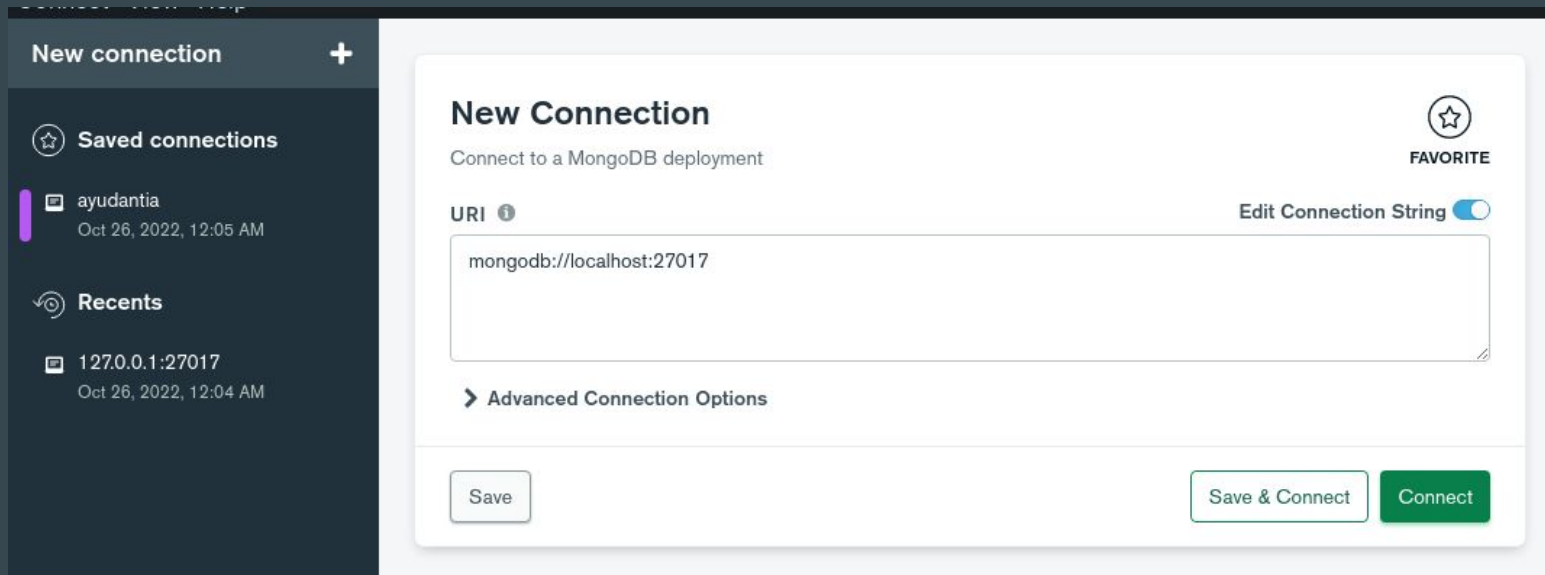 New connection
Saved connections
ayudantia
Oct 26, 2022, 12:05 AM
Recents
127.0.0.1:27017
Oct 26, 2022, 12:04 AM
New Connection
Connect to a MongoDB deployment
FAVORITE
URI
Edit Connection String
mongodb://localhost:27017
Advanced Connection Options
Save
Save & Connect
Connect